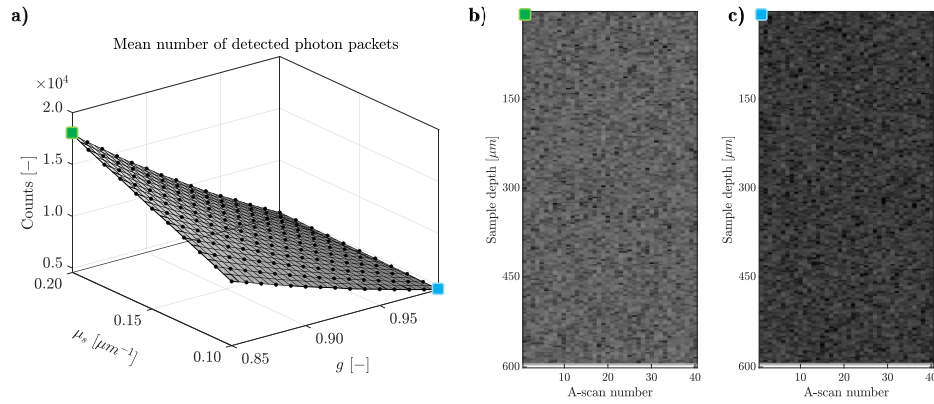 a)
Mean number of detected photon packets
×10⁴
2.0
1.5
1.0
0.5
Counts [−]
0.20
0.15
0.10
μₛ [μm⁻¹]
0.85
0.90
0.95
g [−]
b)
150
300
450
600
Sample depth [μm]
10
20
30
40
A-scan number
c)
150
300
450
600
Sample depth [μm]
10
20
30
40
A-scan number